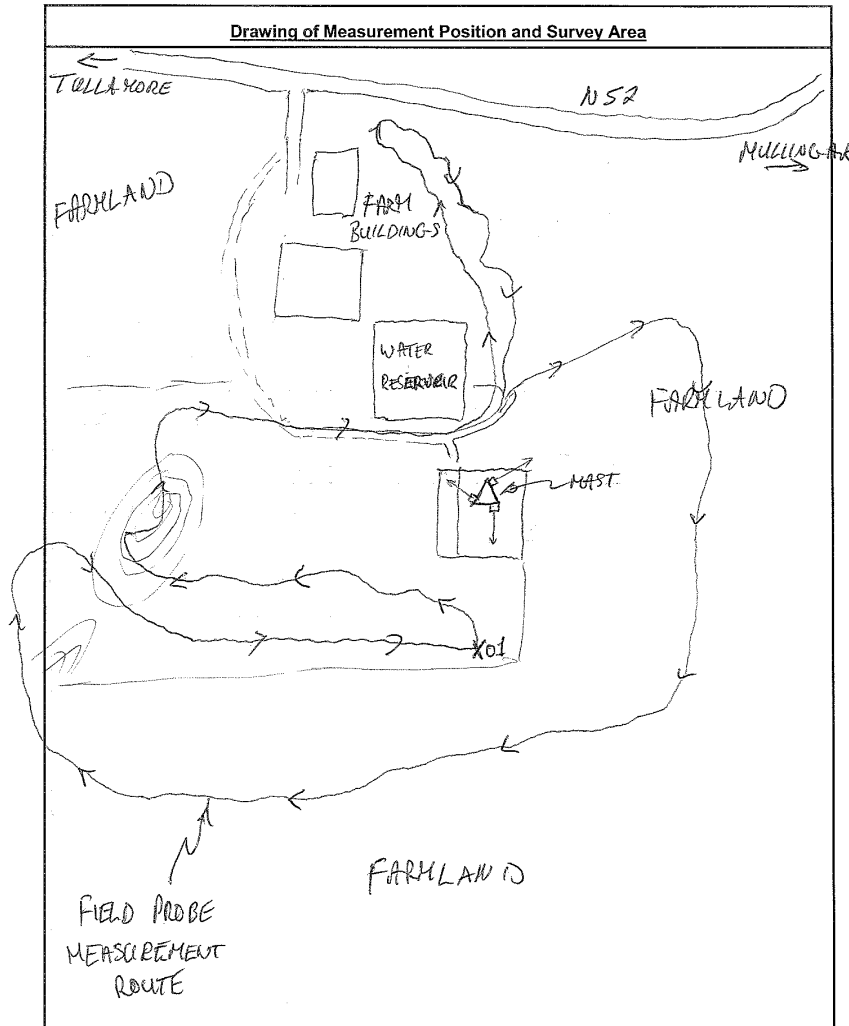 Drawing of Measurement Position and Survey Area
TULLAMORE
N52
MULLINGAR
FARMLAND
FARM
BUILDINGS
WATER
RESERVOIR
FARMLAND
MAST
X01
FARMLAND
FIELD PROBE
MEASUREMENT
ROUTE